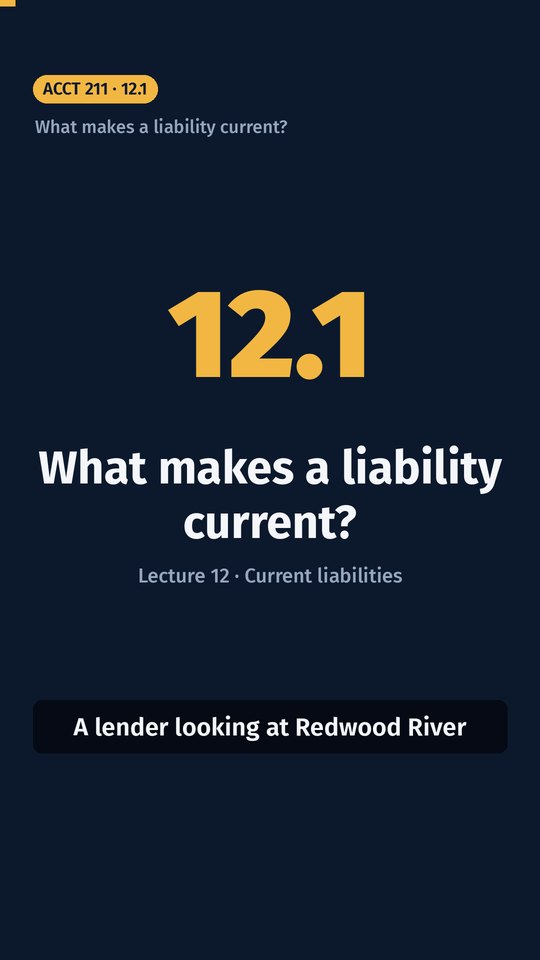 ACCT 211 · 12.1
What makes a liability current?
12.1
What makes a liability
current?
Lecture 12 · Current liabilities
A lender looking at Redwood River